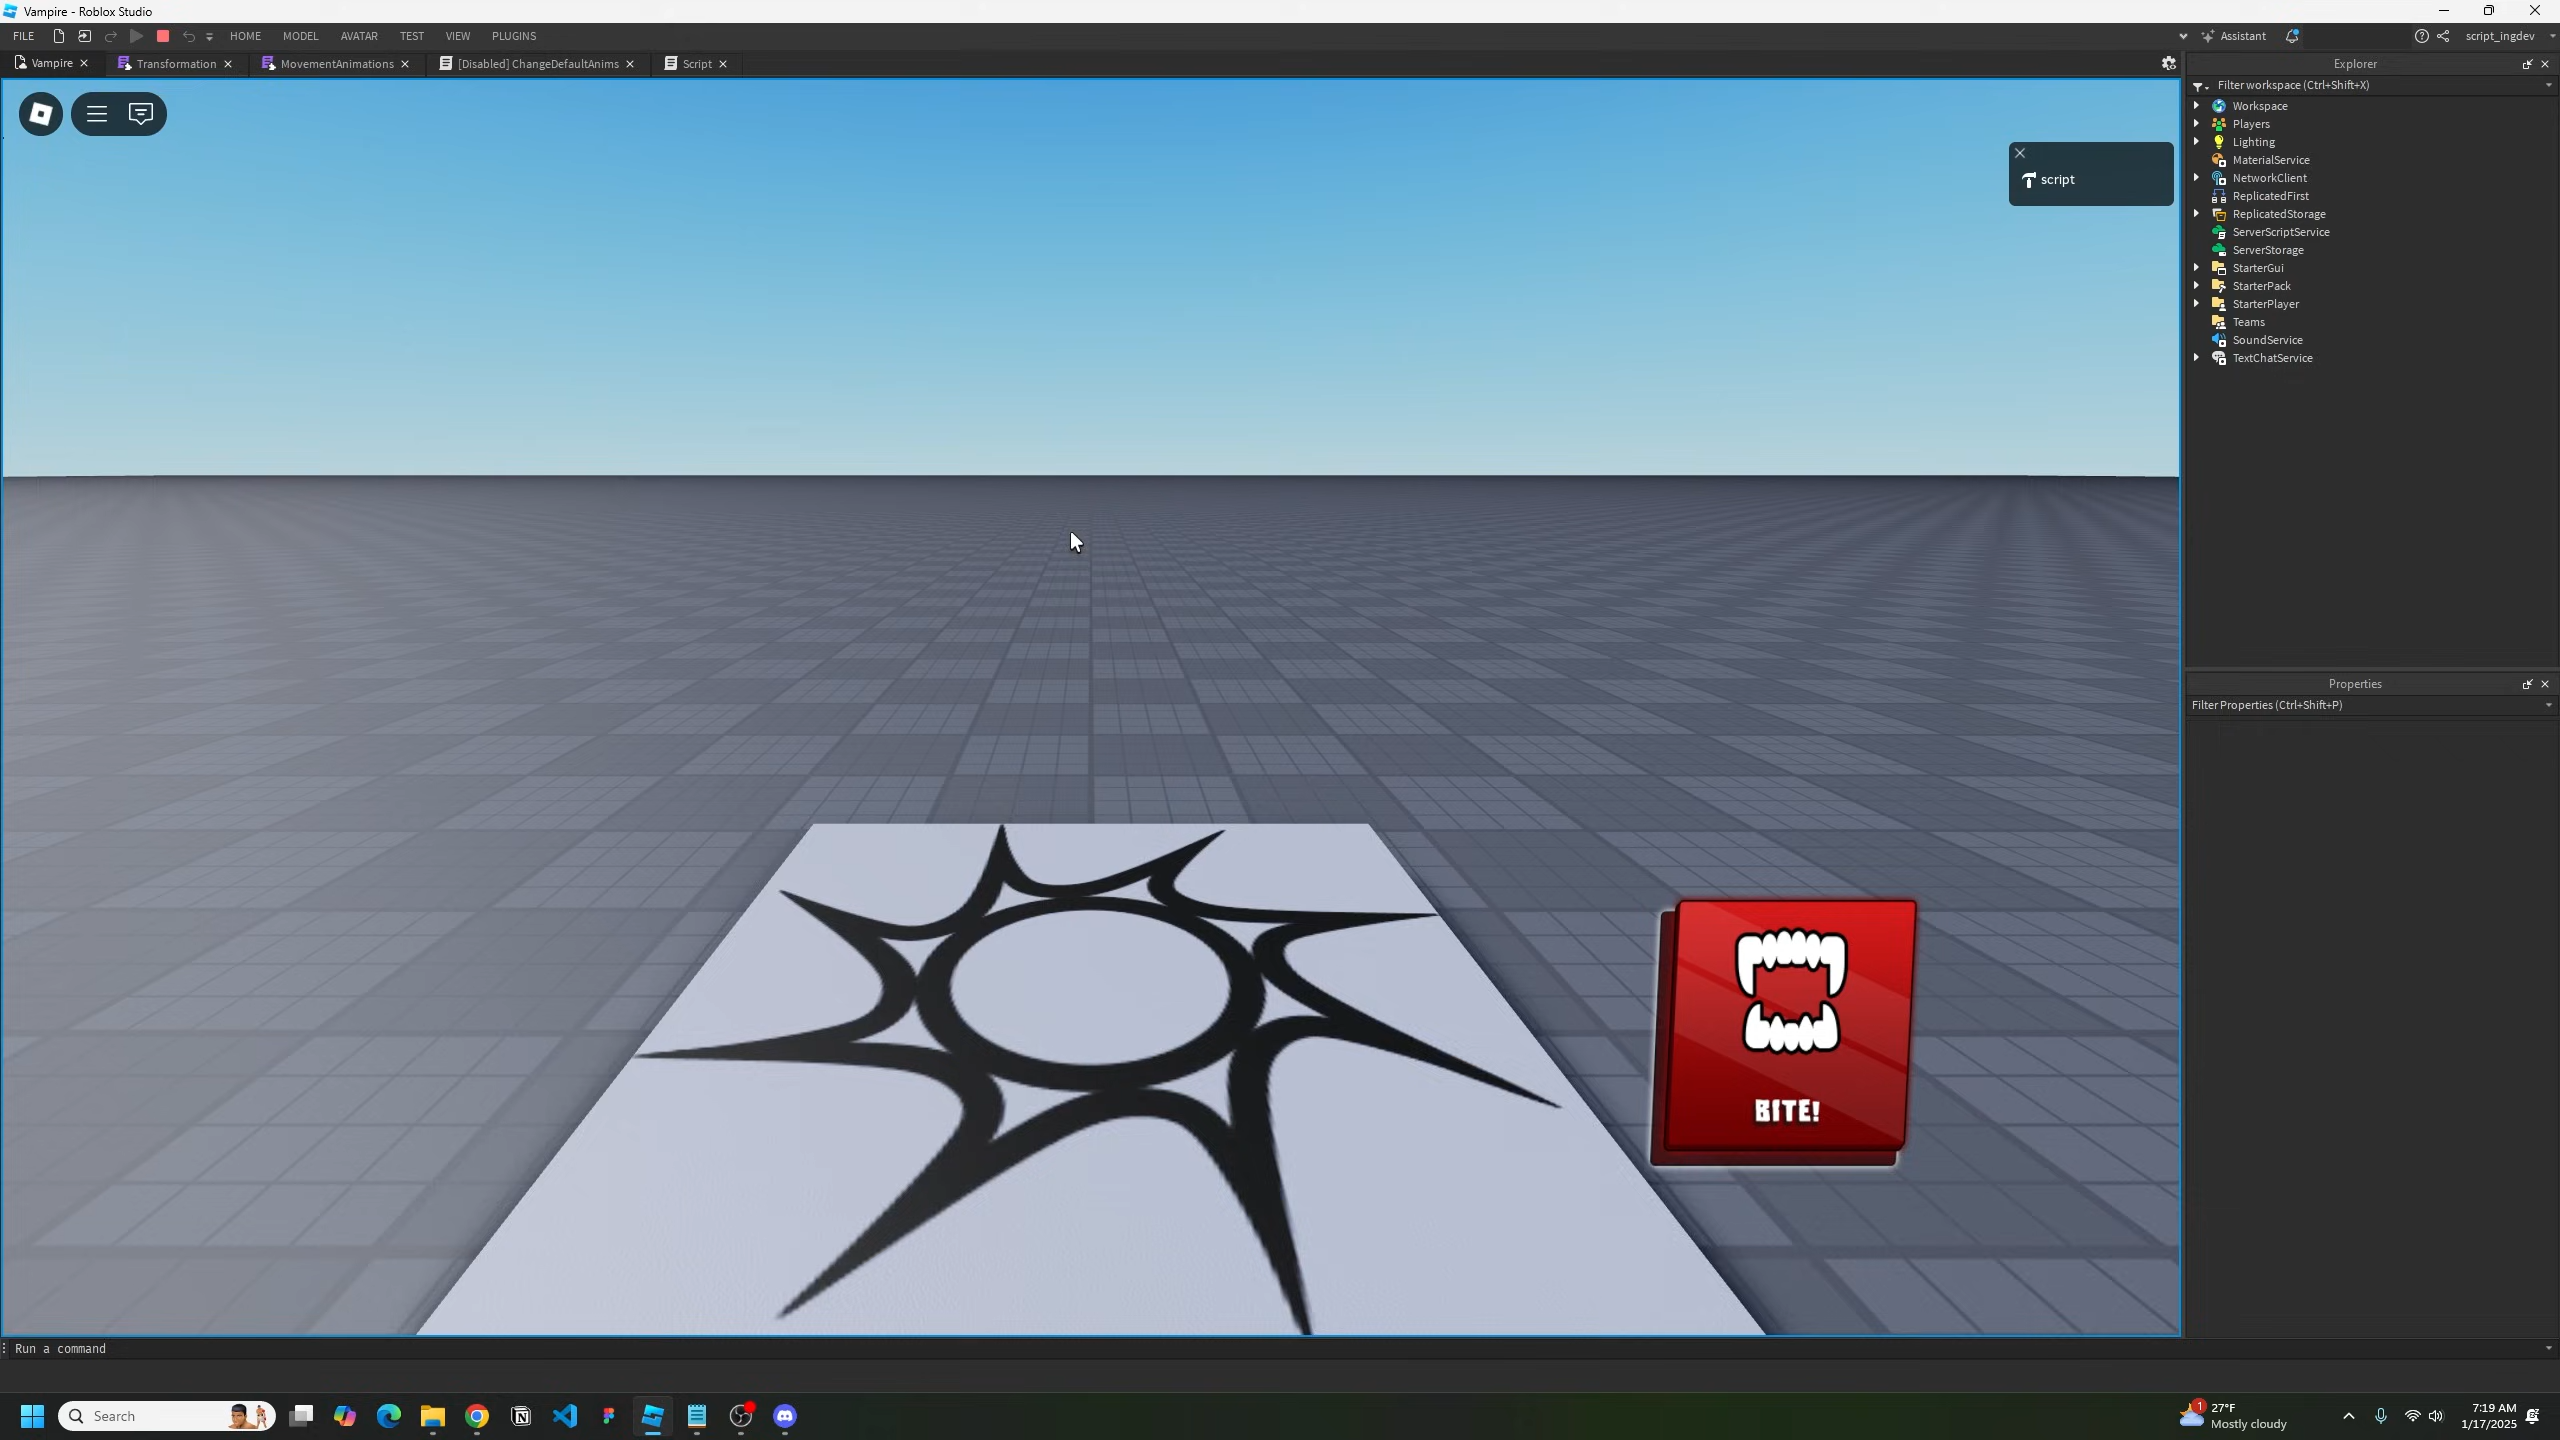 Vampire - Roblox Studio
FILE HOME MODEL AVATAR TEST VIEW PLUGINS Assistant script_ingdev
Vampire Transformation MovementAnimations [Disabled] ChangeDefaultAnims Script
Explorer
Filter workspace (Ctrl+Shift+X)
Workspace
Players
Lighting
MaterialService
NetworkClient
ReplicatedFirst
ReplicatedStorage
ServerScriptService
ServerStorage
StarterGui
StarterPack
StarterPlayer
Teams
SoundService
TextChatService
script
Properties
Filter Properties (Ctrl+Shift+P)
BITE!
Run a command
Search
1
27°F
Mostly cloudy
7:19 AM
1/17/2025